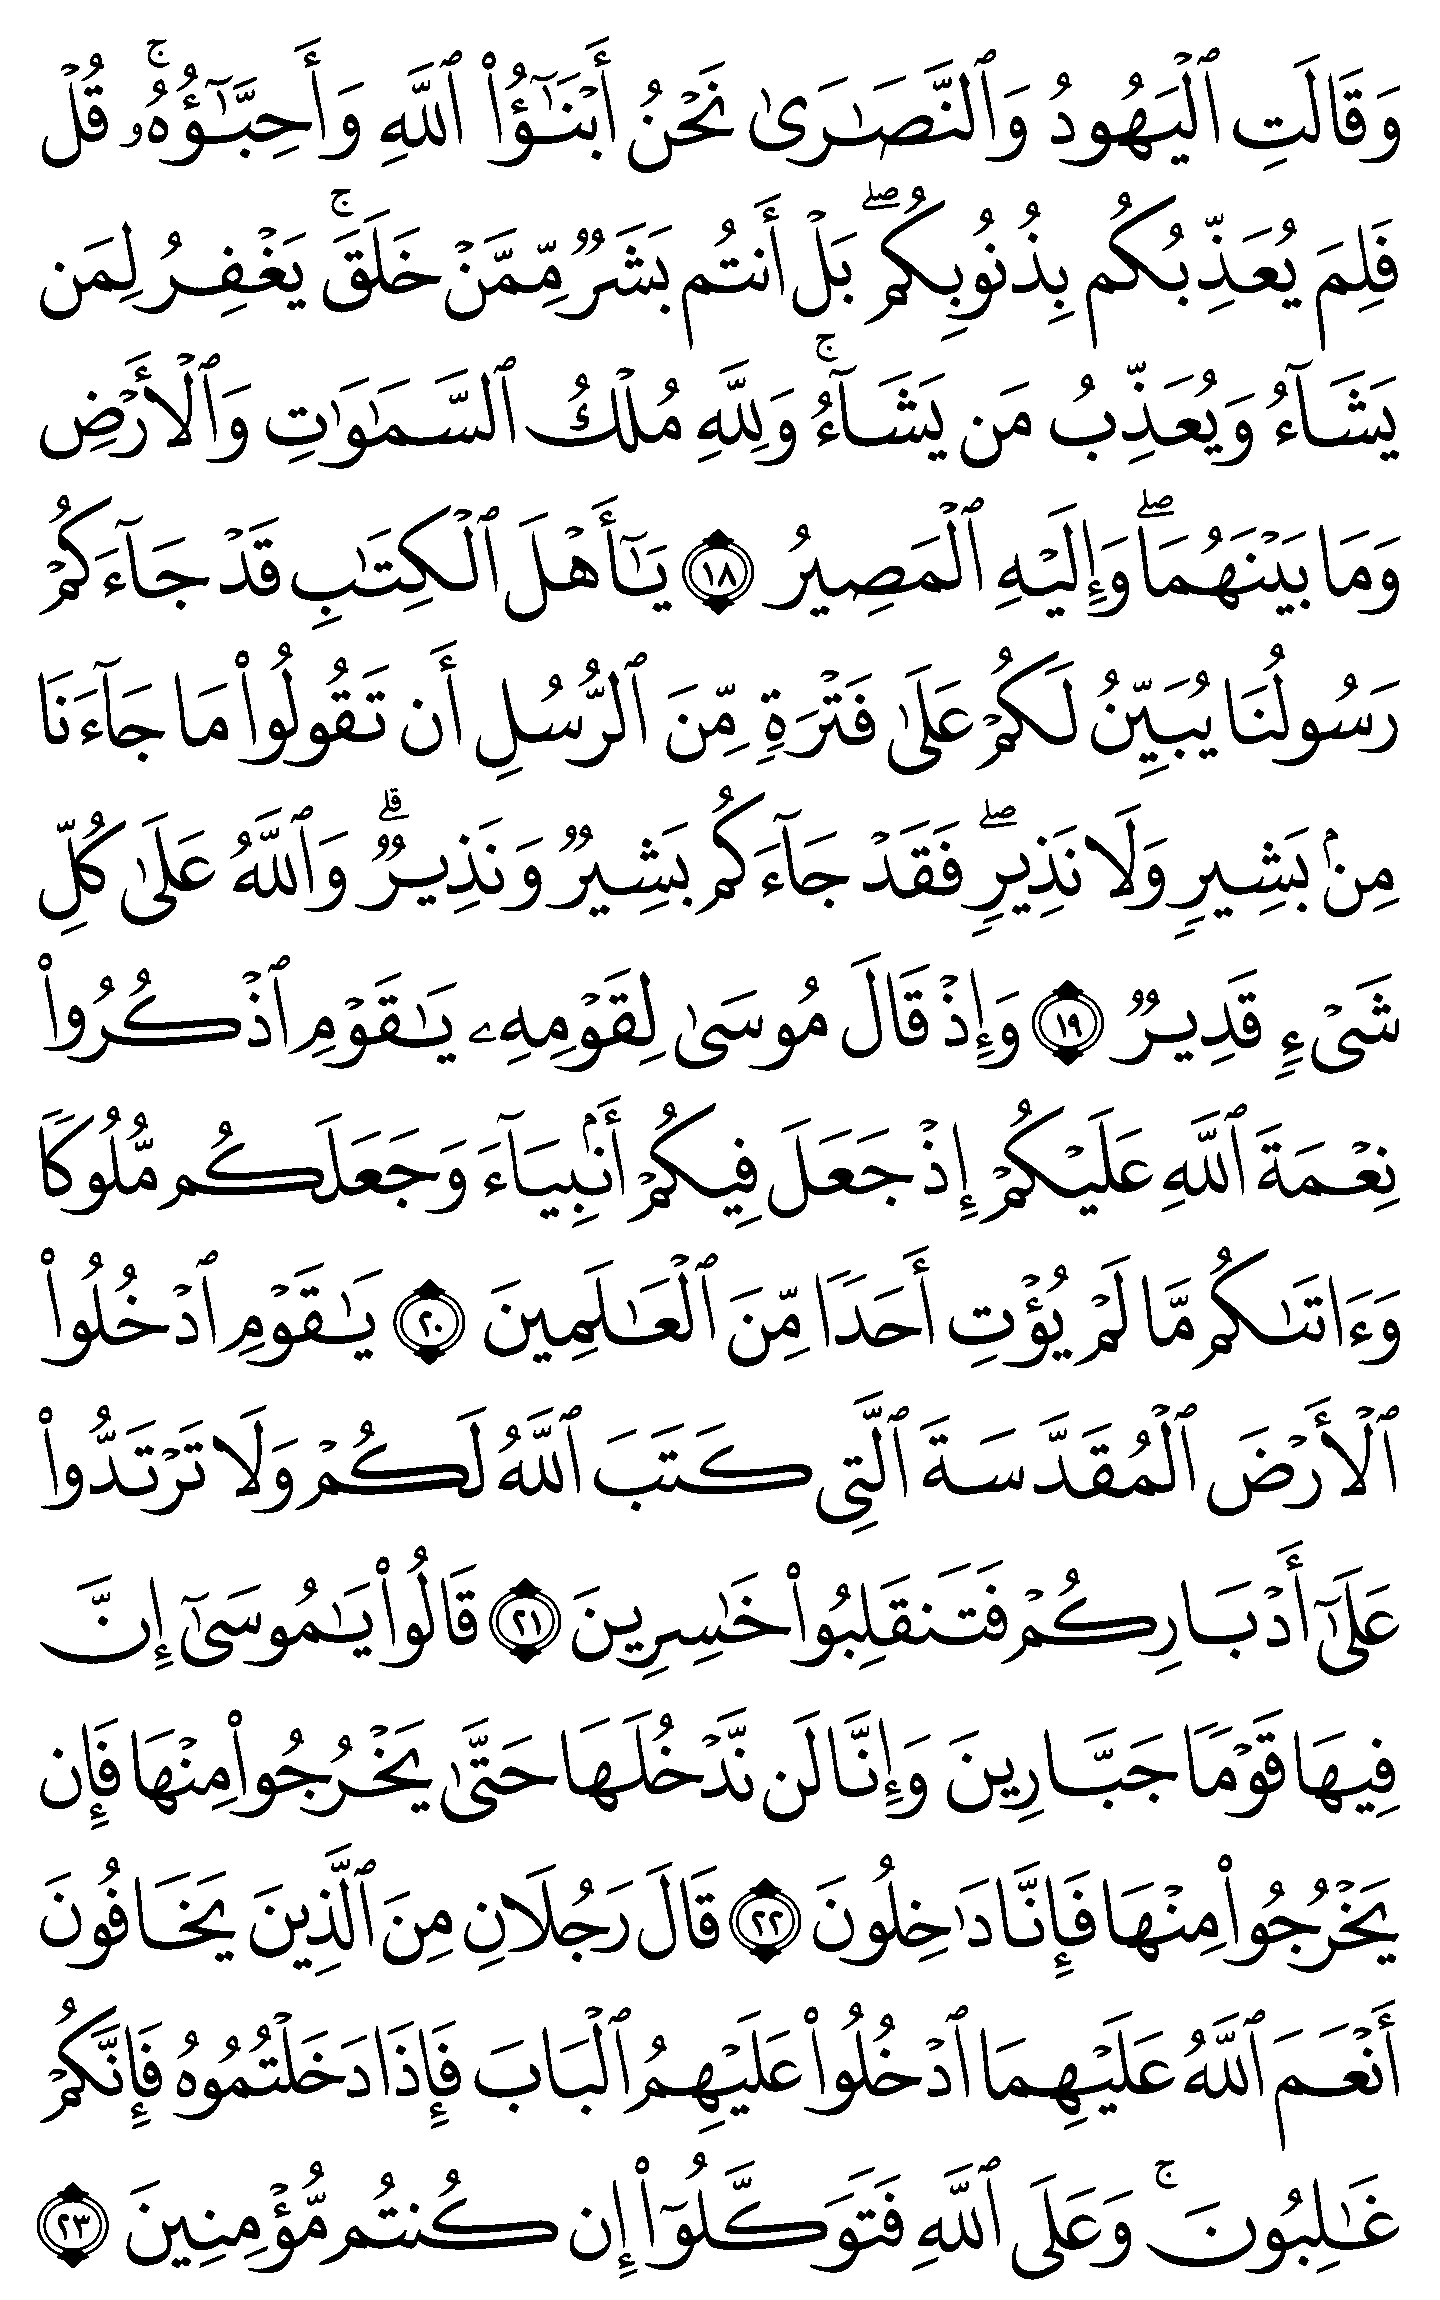 وَقَالَتِ ٱلْيَهُودُ وَٱلنَّصَٰرَىٰ نَحْنُ أَبْنَٰٓؤُا۟ ٱللَّهِ وَأَحِبَّٰٓؤُهُۥ ۚ قُلْ
فَلِمَ يُعَذِّبُكُم بِذُنُوبِكُم ۖ بَلْ أَنتُم بَشَرٌ مِّمَّنْ خَلَقَ ۚ يَغْفِرُ لِمَن
يَشَآءُ وَيُعَذِّبُ مَن يَشَآءُ ۚ وَلِلَّهِ مُلْكُ ٱلسَّمَٰوَٰتِ وَٱلْأَرْضِ
وَمَا بَيْنَهُمَا ۖ وَإِلَيْهِ ٱلْمَصِيرُ ١٨ يَٰٓأَهْلَ ٱلْكِتَٰبِ قَدْ جَآءَكُمْ
رَسُولُنَا يُبَيِّنُ لَكُمْ عَلَىٰ فَتْرَةٍ مِّنَ ٱلرُّسُلِ أَن تَقُولُوا۟ مَا جَآءَنَا
مِنۢ بَشِيرٍ وَلَا نَذِيرٍ ۖ فَقَدْ جَآءَكُم بَشِيرٌ وَنَذِيرٌ ۗ وَٱللَّهُ عَلَىٰ كُلِّ
شَىْءٍ قَدِيرٌ ١٩ وَإِذْ قَالَ مُوسَىٰ لِقَوْمِهِۦ يَٰقَوْمِ ٱذْكُرُوا۟
نِعْمَةَ ٱللَّهِ عَلَيْكُمْ إِذْ جَعَلَ فِيكُمْ أَنۢبِيَآءَ وَجَعَلَكُم مُّلُوكًا
وَءَاتَىٰكُم مَّا لَمْ يُؤْتِ أَحَدًا مِّنَ ٱلْعَٰلَمِينَ ٢٠ يَٰقَوْمِ ٱدْخُلُوا۟
ٱلْأَرْضَ ٱلْمُقَدَّسَةَ ٱلَّتِى كَتَبَ ٱللَّهُ لَكُمْ وَلَا تَرْتَدُّوا۟
عَلَىٰٓ أَدْبَارِكُمْ فَتَنقَلِبُوا۟ خَٰسِرِينَ ٢١ قَالُوا۟ يَٰمُوسَىٰٓ إِنَّ
فِيهَا قَوْمًا جَبَّارِينَ وَإِنَّا لَن نَّدْخُلَهَا حَتَّىٰ يَخْرُجُوا۟ مِنْهَا فَإِن
يَخْرُجُوا۟ مِنْهَا فَإِنَّا دَٰخِلُونَ ٢٢ قَالَ رَجُلَانِ مِنَ ٱلَّذِينَ يَخَافُونَ
أَنْعَمَ ٱللَّهُ عَلَيْهِمَا ٱدْخُلُوا۟ عَلَيْهِمُ ٱلْبَابَ فَإِذَا دَخَلْتُمُوهُ فَإِنَّكُمْ
غَٰلِبُونَ ۚ وَعَلَى ٱللَّهِ فَتَوَكَّلُوٓا۟ إِن كُنتُم مُّؤْمِنِينَ ٢٣